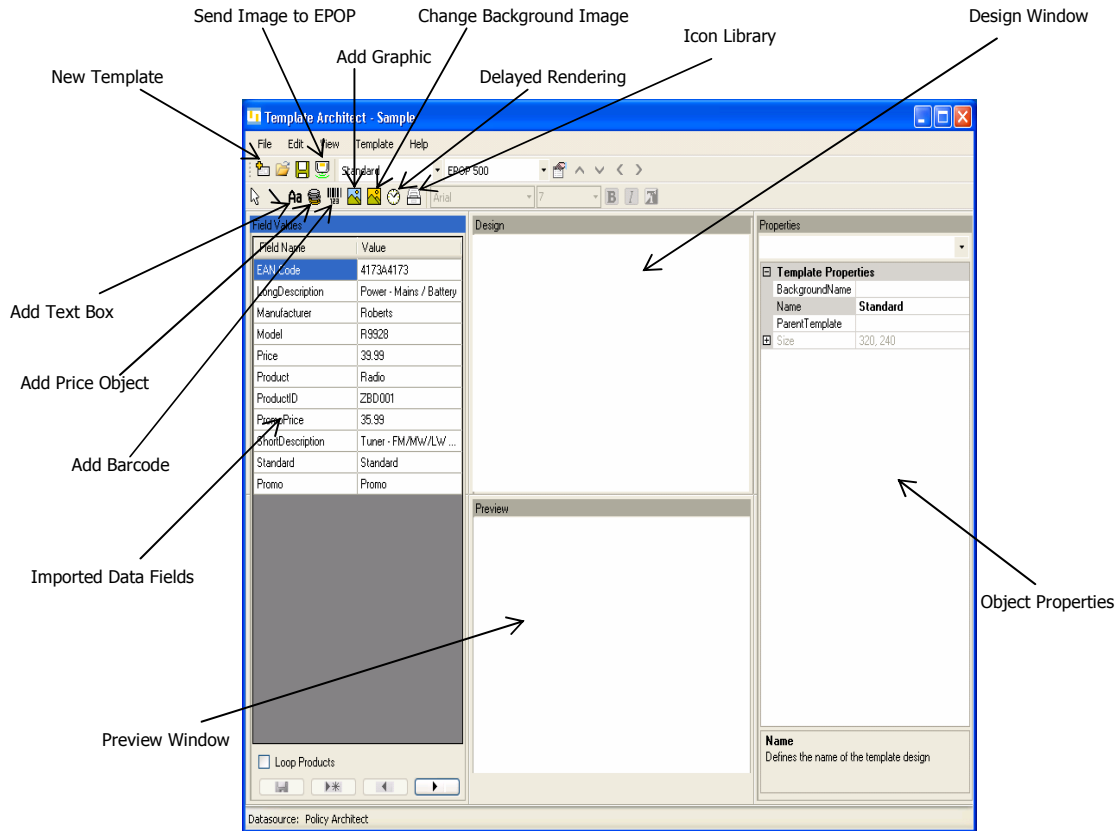 Send Image to EPOP
Change Background Image
Design Window
Icon Library
Add Graphic
New Template
Delayed Rendering
Template Architect - Sample
File Edit View Template Help
Standard EPOP 500
Aa 123 Arial 7 B I
Field Values
Field Name Value
EAN Code 4173A4173
LongDescription Power - Mains / Battery
Manufacturer Roberts
Model R9928
Price 39.99
Product Radio
ProductID ZBD001
PromoPrice 35.99
ShortDescription Tuner - FM/MW/LW ...
Standard Standard
Promo Promo
Loop Products
Design
Preview
Properties
Template Properties
BackgroundName
Name Standard
ParentTemplate
Size 320, 240
Name
Defines the name of the template design
Datasource: Policy Architect
Add Text Box
Add Price Object
Add Barcode
Imported Data Fields
Preview Window
Object Properties